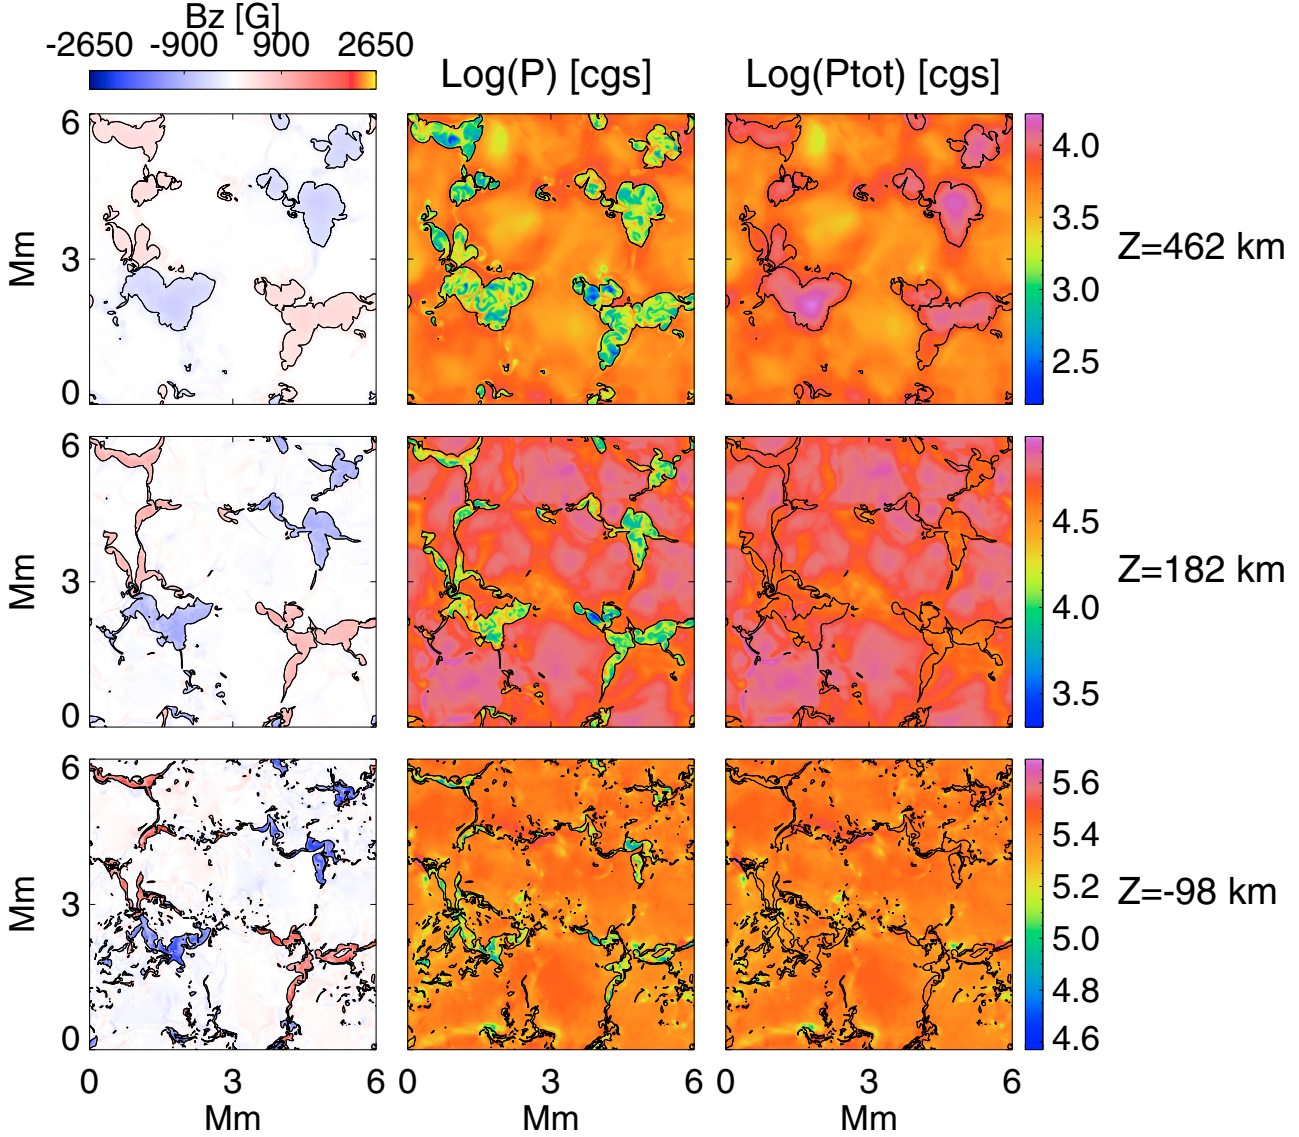 Bz [G]
-2650 -900 900 2650
Log(P) [cgs]
Log(Ptot) [cgs]
6
3
0
Mm
4.0
3.5
3.0
2.5
Z=462 km
6
3
0
Mm
4.5
4.0
3.5
Z=182 km
6
3
0
Mm
5.6
5.4
5.2
5.0
4.8
4.6
Z=-98 km
0 3 6 0 3 6 0 3 6
Mm Mm Mm